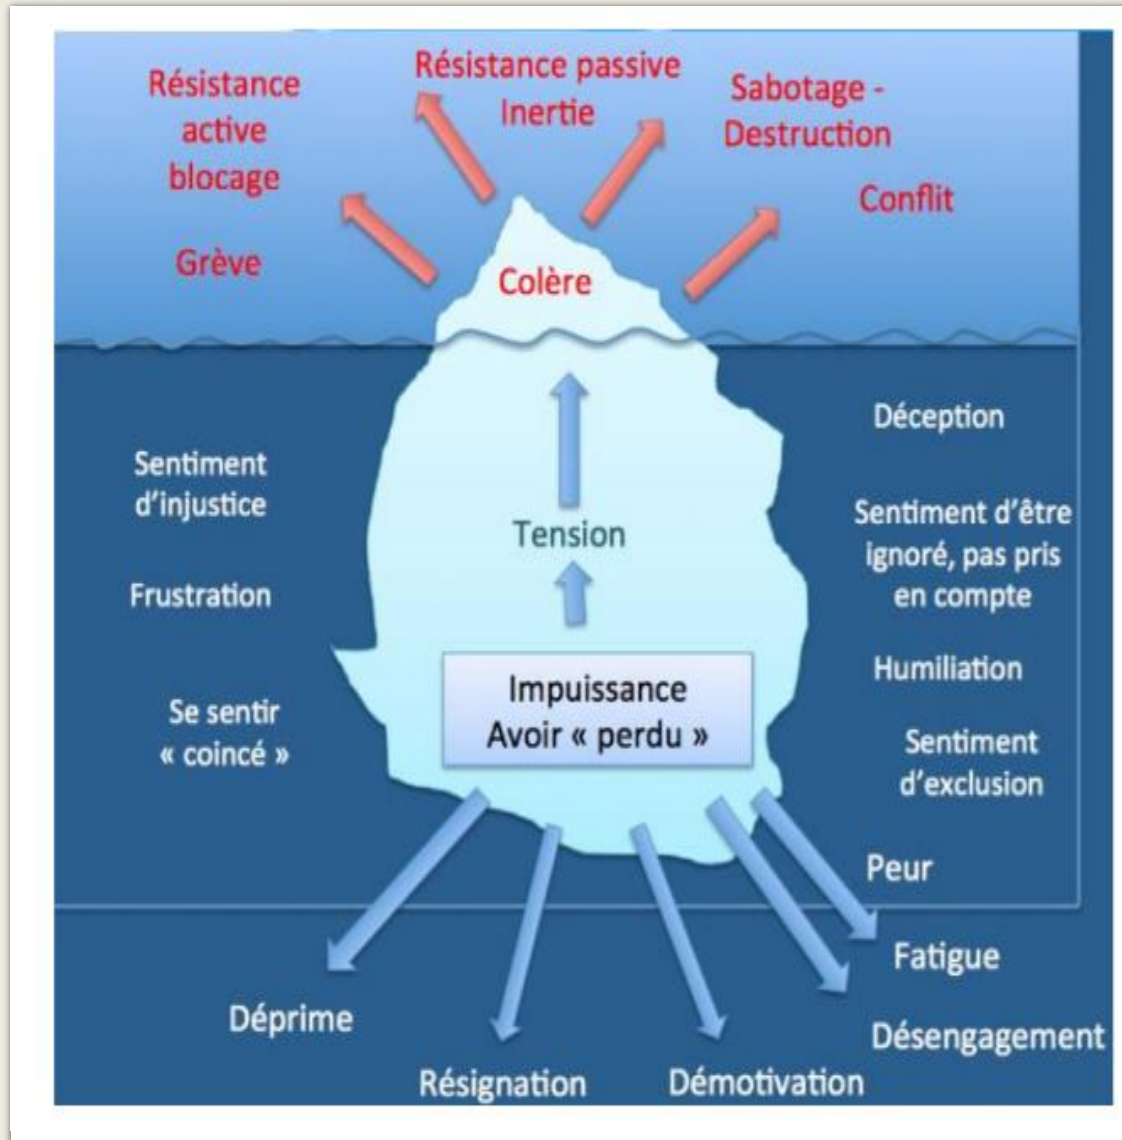 Résistance
active
blocage
Grève
Résistance passive
Inertie
Sabotage -
Destruction
Conflit
Colère
Sentiment
d'injustice
Frustration
Se sentir
« coincé »
Tension
Impuissance
Avoir « perdu »
Déception
Sentiment d'être
ignoré, pas pris
en compte
Humiliation
Sentiment
d'exclusion
Peur
Déprime
Résignation
Démotivation
Fatigue
Désengagement